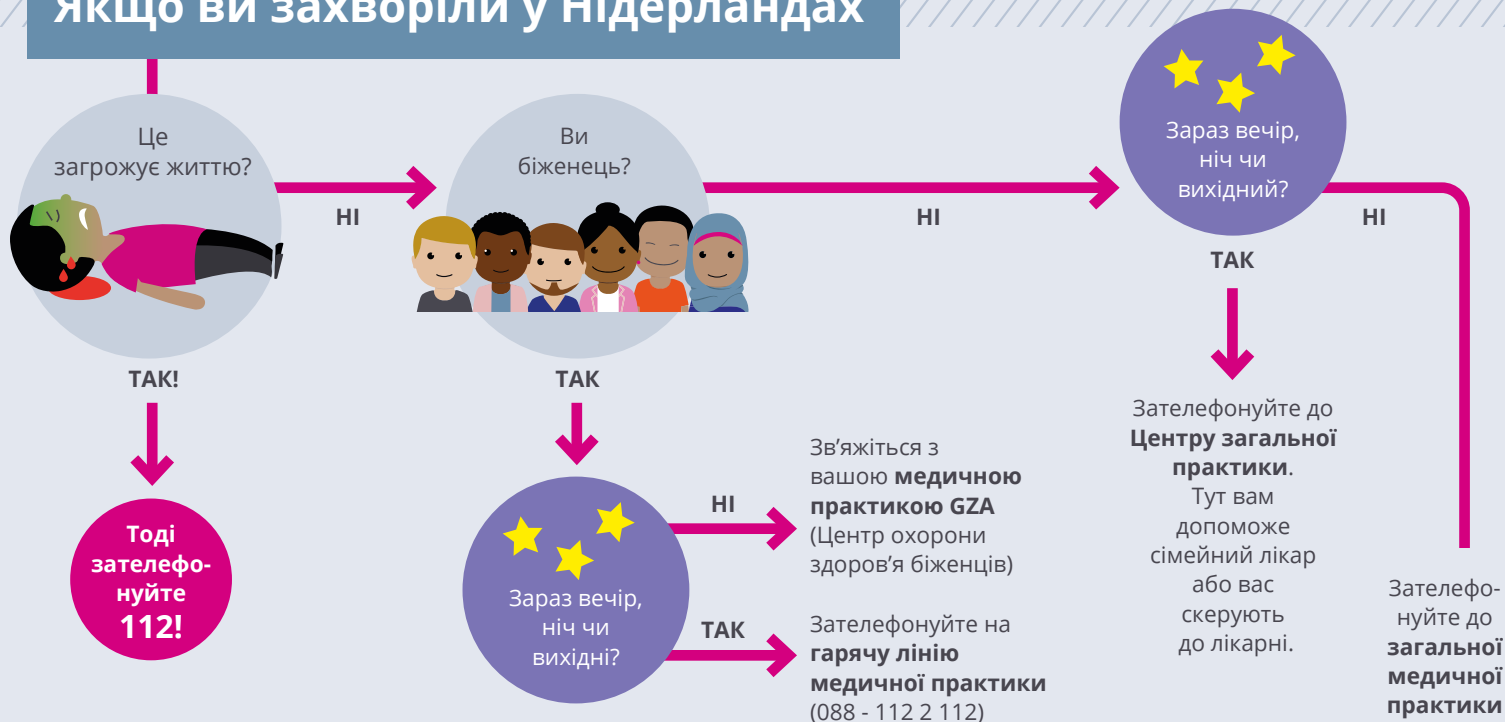 Якщо ви захворіли у Нідерландах
Це
загрожує життю?
НІ
ТАК!
Тоді
зателефо-
нуйте
112!
Ви
біженець?
НІ
ТАК
Зараз вечір,
ніч чи
вихідні?
НІ
Зв'яжіться з
вашою медичною
практикою GZA
(Центр охорони
здоров'я біженців)
ТАК
Зателефонуйте на
гарячу лінію
медичної практики
(088 - 112 2 112)
Зараз вечір,
ніч чи
вихідний?
ТАК
Зателефонуйте до
Центру загальної
практики.
Тут вам
допоможе
сімейний лікар
або вас
скерують
до лікарні.
НІ
Зателефо-
нуйте до
загальної
медичної
практики